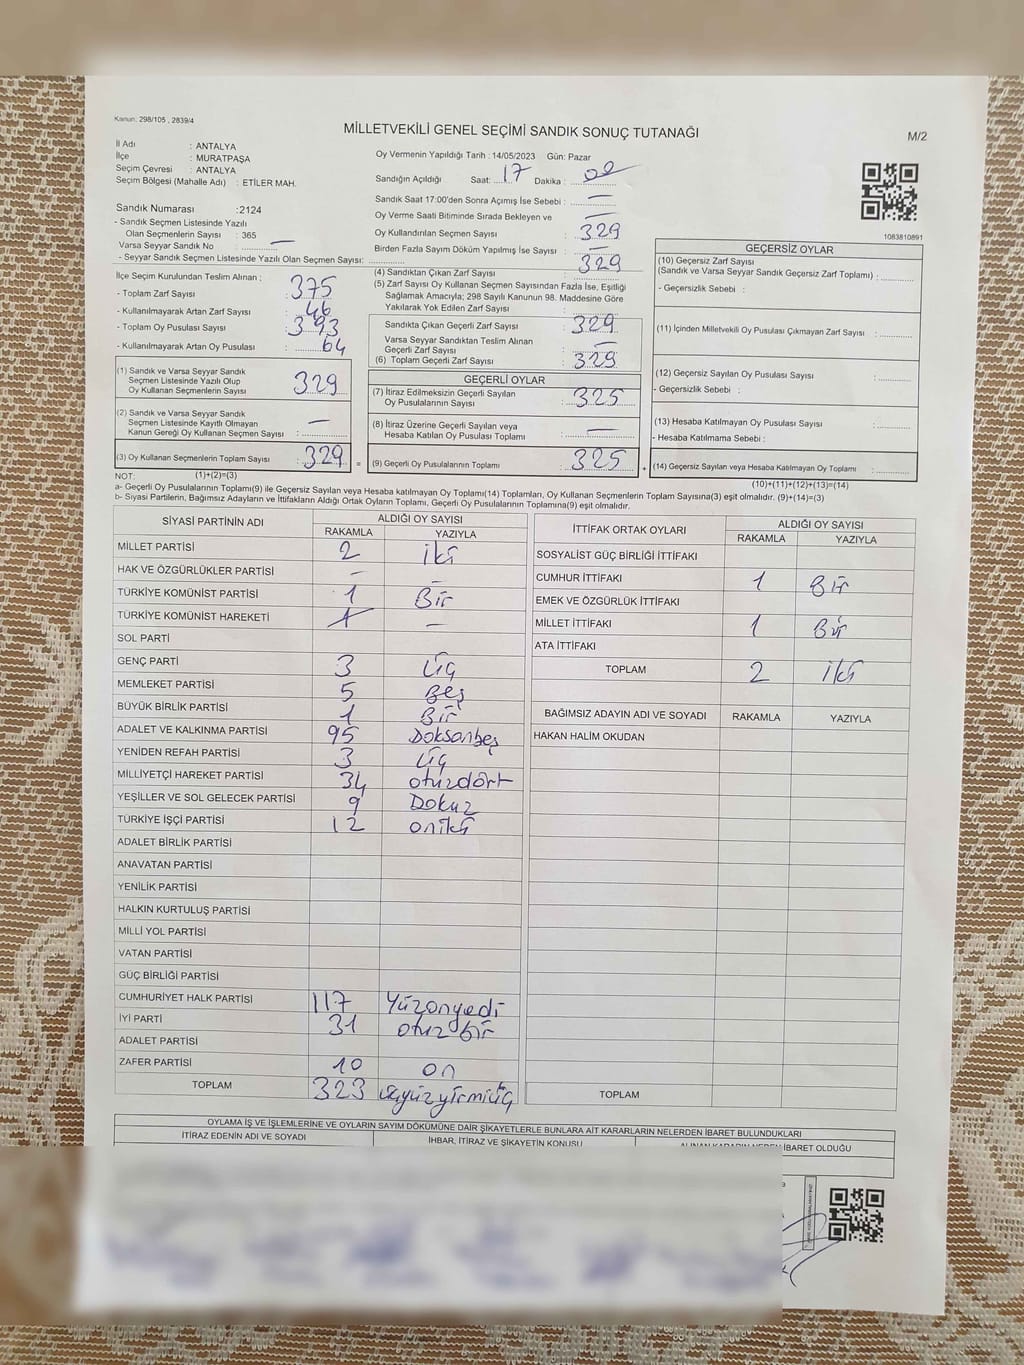 Kanun: 298/105 , 2839/4
MİLLETVEKİLİ GENEL SEÇİMİ SANDIK SONUÇ TUTANAĞI
M/2
İl Adı : ANTALYA
İlçe : MURATPAŞA
Seçim Çevresi : ANTALYA
Seçim Bölgesi (Mahalle Adı) : ETİLER MAH.
Sandık Numarası :2124
- Sandık Seçmen Listesinde Yazılı
Olan Seçmenlerin Sayısı : 365
Varsa Seyyar Sandık No : —
- Seyyar Sandık Seçmen Listesinde Yazılı Olan Seçmen Sayısı:
Oy Vermenin Yapıldığı Tarih : 14/05/2023 Gün: Pazar
Sandığın Açıldığı Saat: 17 Dakika : 00
Sandık Saat 17:00'den Sonra Açımış İse Sebebi : —
Oy Verme Saati Bitiminde Sırada Bekleyen ve —
Oy Kullandırılan Seçmen Sayısı : 329
Birden Fazla Sayım Döküm Yapılmış İse Sayısı : —
1083810891
İlçe Seçim Kurulundan Teslim Alınan ;
- Toplam Zarf Sayısı : 375
- Kullanılmayarak Artan Zarf Sayısı : 46
- Toplam Oy Pusulası Sayısı : 393
- Kullanılmayarak Artan Oy Pusulası : 64
(1) Sandık ve Varsa Seyyar Sandık
Seçmen Listesinde Yazılı Olup
Oy Kullanan Seçmenlerin Sayısı : 329
(2) Sandık ve Varsa Seyyar Sandık
Seçmen Listesinde Kayıtlı Olmayan
Kanun Gereği Oy Kullanan Seçmen Sayısı : —
(3) Oy Kullanan Seçmenlerin Toplam Sayısı : 329 =
(1)+(2)=(3)
(4) Sandıktan Çıkan Zarf Sayısı : 329
(5) Zarf Sayısı Oy Kullanan Seçmen Sayısından Fazla İse, Eşitliği
Sağlamak Amacıyla; 298 Sayılı Kanunun 98. Maddesine Göre
Yakılarak Yok Edilen Zarf Sayısı :
Sandıkta Çıkan Geçerli Zarf Sayısı : 329
Varsa Seyyar Sandıktan Teslim Alınan
Geçerli Zarf Sayısı : —
(6) Toplam Geçerli Zarf Sayısı : 329
GEÇERLİ OYLAR
(7) İtiraz Edilmeksizin Geçerli Sayılan
Oy Pusulalarının Sayısı : 325
(8) İtiraz Üzerine Geçerli Sayılan veya
Hesaba Katılan Oy Pusulası Toplamı : —
(9) Geçerli Oy Pusulalarının Toplamı : 325 +
GEÇERSİZ OYLAR
(10) Geçersiz Zarf Sayısı
(Sandık ve Varsa Seyyar Sandık Geçersiz Zarf Toplamı) :
- Geçersizlik Sebebi :
(11) İçinden Milletvekili Oy Pusulası Çıkmayan Zarf Sayısı :
(12) Geçersiz Sayılan Oy Pusulası Sayısı :
- Geçersizlik Sebebi :
(13) Hesaba Katılmayan Oy Pusulası Sayısı :
- Hesaba Katılmama Sebebi :
(14) Geçersiz Sayılan veya Hesaba Katılmayan Oy Toplamı :
(10)+(11)+(12)+(13)=(14)
NOT:
a- Geçerli Oy Pusulalarının Toplamı(9) ile Geçersiz Sayılan veya Hesaba katılmayan Oy Toplamı(14) Toplamları, Oy Kullanan Seçmenlerin Toplam Sayısına(3) eşit olmalıdır. (9)+(14)=(3)
b- Siyasi Partilerin, Bağımsız Adayların ve İttifakların Aldığı Ortak Oyların Toplamı, Geçerli Oy Pusulalarının Toplamına(9) eşit olmalıdır.
SİYASİ PARTİNİN ADI ALDIĞI OY SAYISI
RAKAMLA YAZIYLA
MİLLET PARTİSİ 2 iki
HAK VE ÖZGÜRLÜKLER PARTİSİ — —
TÜRKİYE KOMÜNİST PARTİSİ 1 Bir
TÜRKİYE KOMÜNİST HAREKETİ —
SOL PARTİ
GENÇ PARTİ 3 Üç
MEMLEKET PARTİSİ 5 Beş
BÜYÜK BİRLİK PARTİSİ 1 Bir
ADALET VE KALKINMA PARTİSİ 95 Doksanbeş
YENİDEN REFAH PARTİSİ 3 Üç
MİLLİYETÇİ HAREKET PARTİSİ 34 otuzdört
YEŞİLLER VE SOL GELECEK PARTİSİ 9 Dokuz
TÜRKİYE İŞÇİ PARTİSİ 12 oniki
ADALET BİRLİK PARTİSİ
ANAVATAN PARTİSİ
YENİLİK PARTİSİ
HALKIN KURTULUŞ PARTİSİ
MİLLİ YOL PARTİSİ
VATAN PARTİSİ
GÜÇ BİRLİĞİ PARTİSİ
CUMHURİYET HALK PARTİSİ 117 Yüzonyedi
İYİ PARTİ 31 otuz bir
ADALET PARTİSİ
ZAFER PARTİSİ 10 on
TOPLAM 323 üçyüzyirmiüç
İTTİFAK ORTAK OYLARI ALDIĞI OY SAYISI
RAKAMLA YAZIYLA
SOSYALİST GÜÇ BİRLİĞİ İTTİFAKI
CUMHUR İTTİFAKI 1 Bir
EMEK VE ÖZGÜRLÜK İTTİFAKI
MİLLET İTTİFAKI 1 Bir
ATA İTTİFAKI
TOPLAM 2 iki
BAĞIMSIZ ADAYIN ADI VE SOYADI RAKAMLA YAZIYLA
HAKAN HALİM OKUDAN
TOPLAM
OYLAMA İŞ VE İŞLEMLERİNE VE OYLARIN SAYIM DÖKÜMÜNE DAİR ŞİKAYETLERLE BUNLARA AİT KARARLARIN NELERDEN İBARET BULUNDUKLARI
İTİRAZ EDENİN ADI VE SOYADI İHBAR, İTİRAZ VE ŞİKAYETİN KONUSU İBARET OLDUĞU